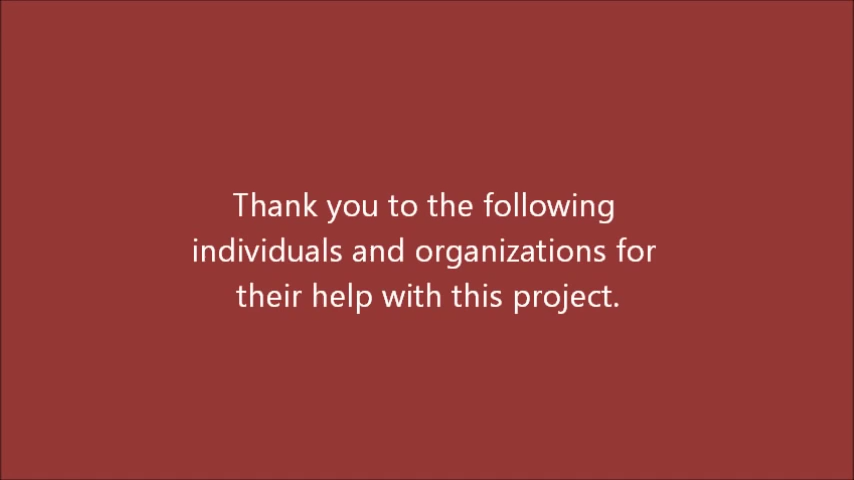 Thank you to the following
individuals and organizations for
their help with this project.